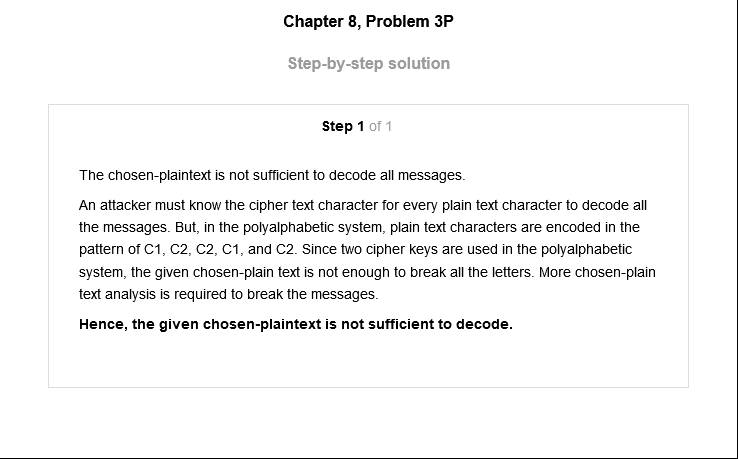 Chapter 8, Problem 3P
Step-by-step solution
Step 1 of 1
The chosen-plaintext is not sufficient to decode all messages.
An attacker must know the cipher text character for every plain text character to decode all
the messages. But, in the polyalphabetic system, plain text characters are encoded in the
pattern of C1, C2, C2, C1, and C2. Since two cipher keys are used in the polyalphabetic
system, the given chosen-plain text is not enough to break all the letters. More chosen-plain
text analysis is required to break the messages.
Hence, the given chosen-plaintext is not sufficient to decode.